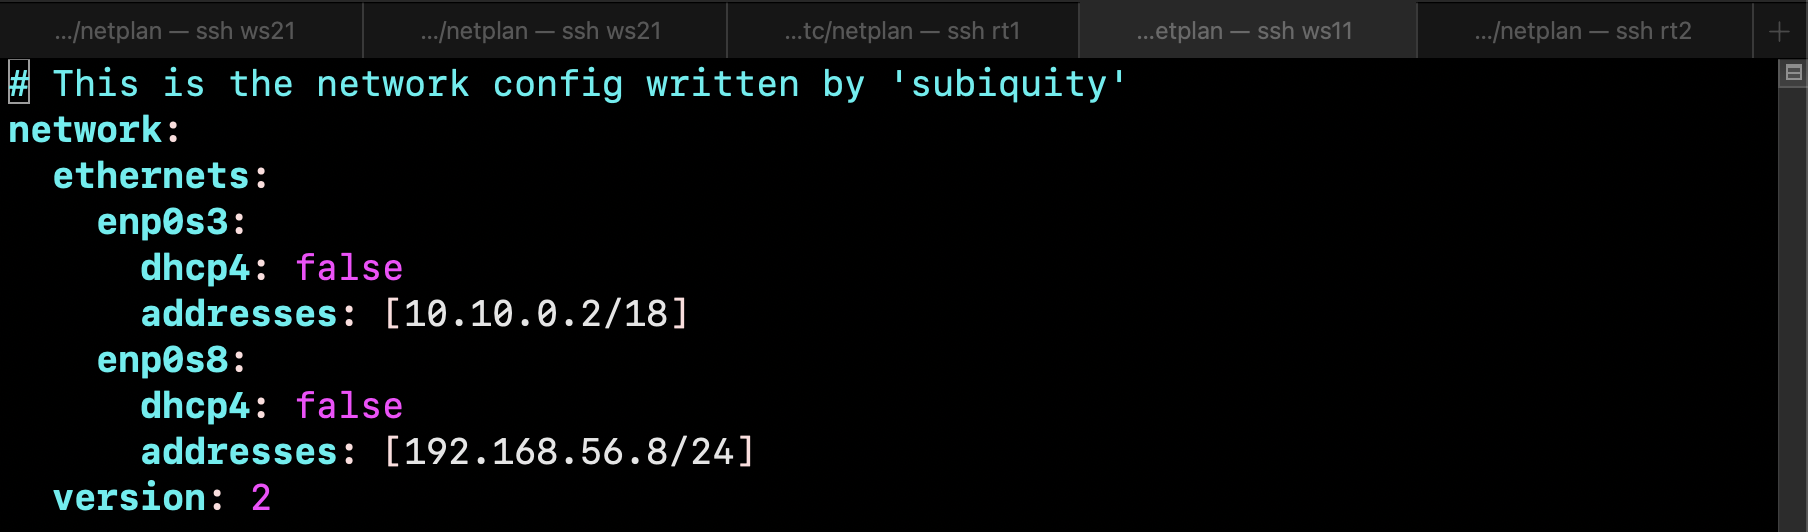 .../netplan — ssh ws21
.../netplan — ssh ws21
...tc/netplan — ssh rt1
...etplan — ssh ws11
.../netplan — ssh rt2
# This is the network config written by 'subiquity'
network:
  ethernets:
    enp0s3:
      dhcp4: false
      addresses: [10.10.0.2/18]
    enp0s8:
      dhcp4: false
      addresses: [192.168.56.8/24]
  version: 2